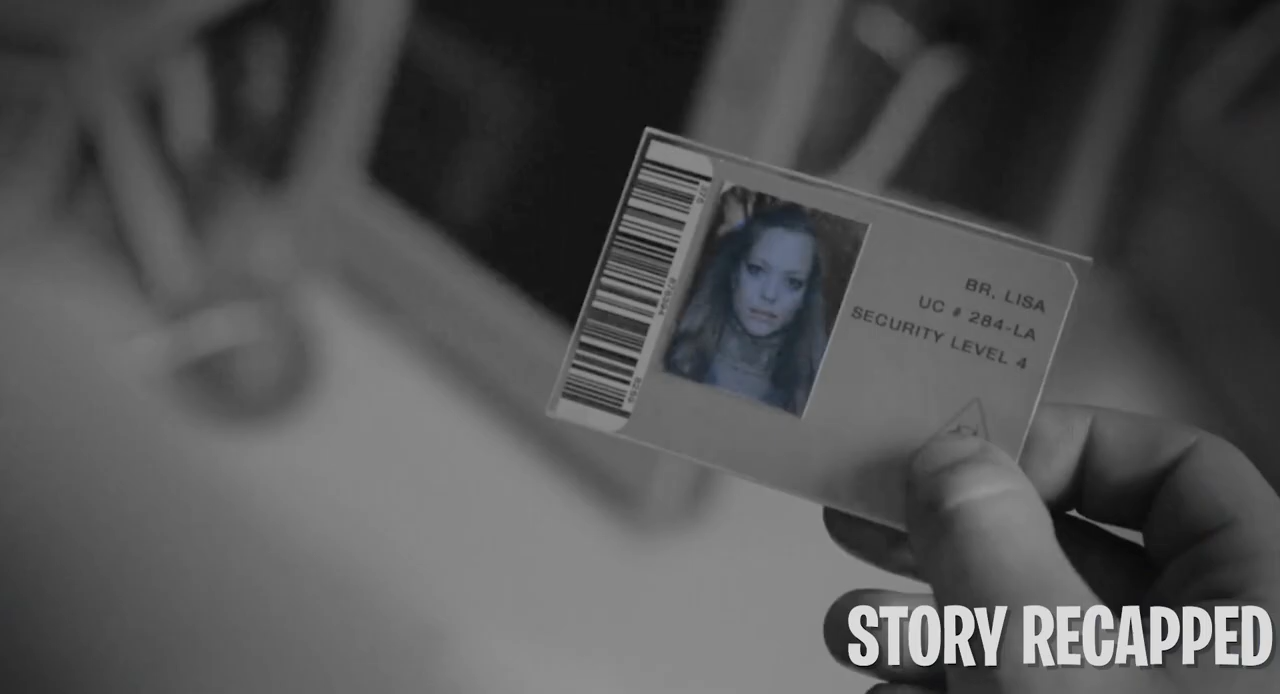 BR. LISA
UC # 284-LA
SECURITY LEVEL 4
STORY RECAPPED